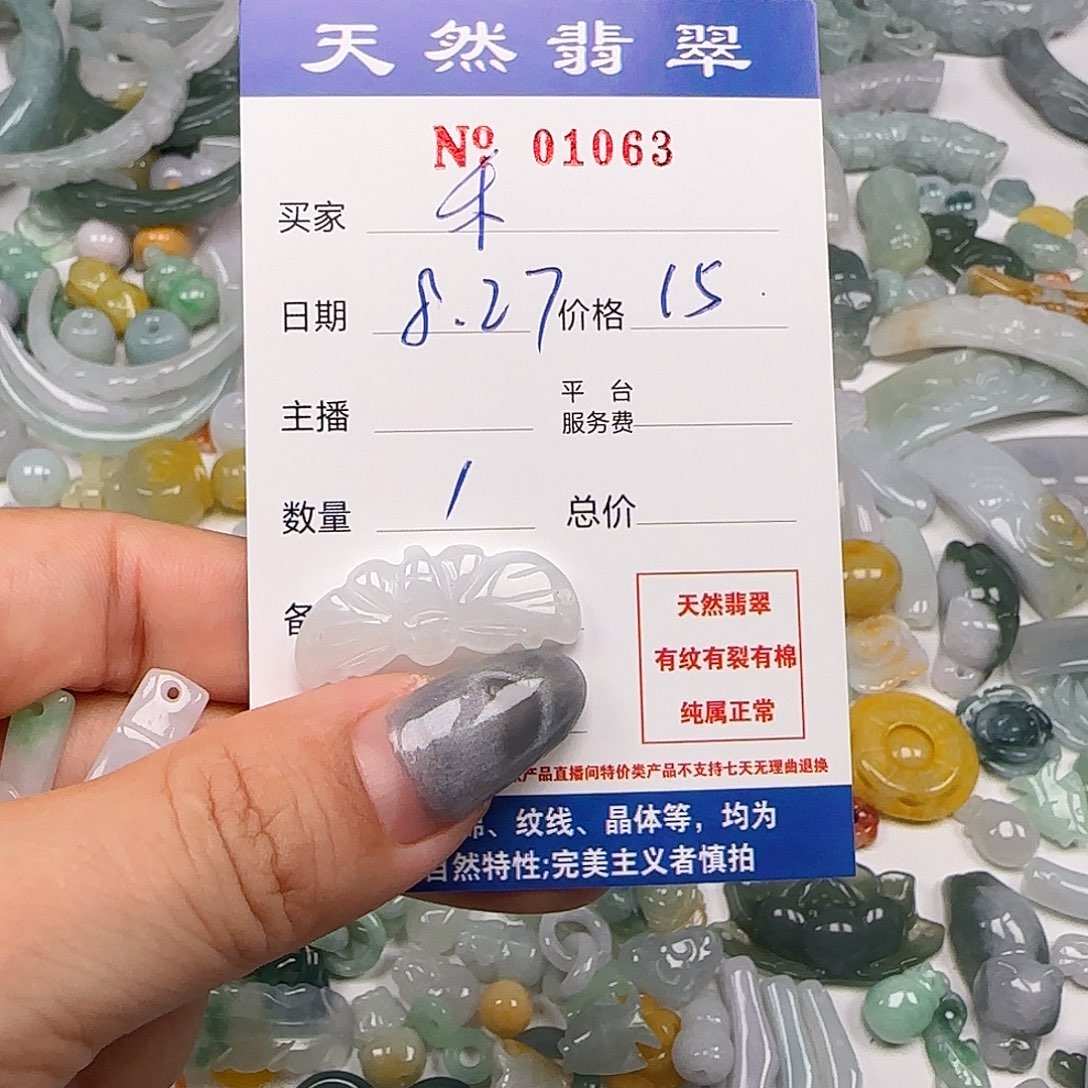 天然翡翠
№ 01063
买家
日期 8.27 价格 15.
主播 平台服务费
数量 1 总价
天然翡翠
有纹有裂有棉
纯属正常
产品直播间特价类产品不支持七天无理曲退换
、纹线、晶体等，均为
自然特性;完美主义者慎拍